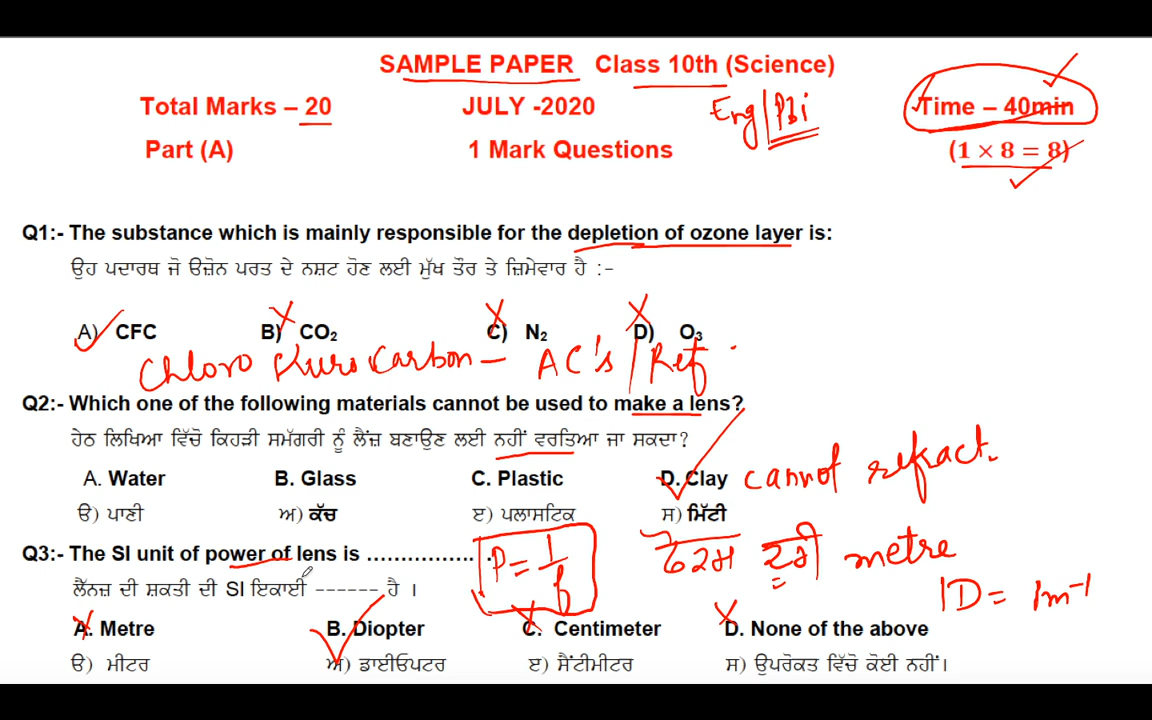 SAMPLE PAPER Class 10th (Science)
Total Marks – 20 JULY -2020 Time – 40min
Eng/Pbi
Part (A) 1 Mark Questions (1 × 8 = 8)
Q1:- The substance which is mainly responsible for the depletion of ozone layer is:
ਉਹ ਪਦਾਰਥ ਜੋ ਓਜ਼ੋਨ ਪਰਤ ਦੇ ਨਸ਼ਟ ਹੋਣ ਲਈ ਮੁੱਖ ਤੌਰ ਤੇ ਜ਼ਿਮੇਵਾਰ ਹੈ :-
A) CFC B) CO₂ C) N₂ D) O₃
Chloro Fluro Carbon – AC's / Ref
Q2:- Which one of the following materials cannot be used to make a lens?
ਹੇਠ ਲਿਖਿਆ ਵਿੱਚੋ ਕਿਹੜੀ ਸਮੱਗਰੀ ਨੂੰ ਲੈਂਜ਼ ਬਣਾਉਣ ਲਈ ਨਹੀਂ ਵਰਤਿਆ ਜਾ ਸਕਦਾ?
A. Water B. Glass C. Plastic D. Clay cannot refract.
ੳ) ਪਾਣੀ ਅ) ਕੱਚ ੲ) ਪਲਾਸਟਿਕ ਸ) ਮਿੱਟੀ
Q3:- The SI unit of power of lens is ................ P = 1/f ਫੋਕਸ ਦੂਰੀ metre
ਲੈੱਨਜ਼ ਦੀ ਸ਼ਕਤੀ ਦੀ SI ਇਕਾਈ ------ ਹੈ । 1D = 1m⁻¹
A. Metre B. Diopter C. Centimeter D. None of the above
ੳ) ਮੀਟਰ ਅ) ਡਾਈਓਪਟਰ ੲ) ਸੈਂਟੀਮੀਟਰ ਸ) ਉਪਰੋਕਤ ਵਿੱਚੋ ਕੋਈ ਨਹੀਂ।